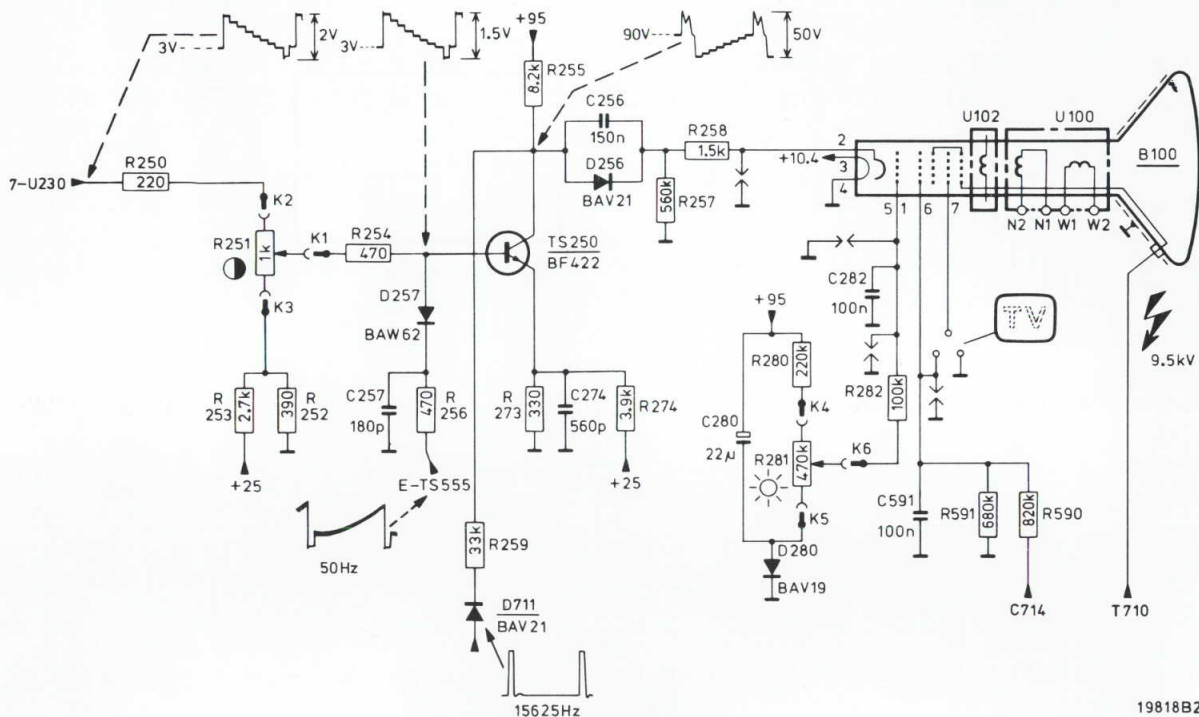 3V
2V
3V
1.5V
+95
90V
50V
R255
8.2k
C256
150n
D256
BAV21
R258
1.5k
R257
560k
7-U230
R250
220
K2
R251
1k
K1
K3
R254
470
D257
BAW62
TS250
BF422
R
253
2.7k
390
R
252
+25
C257
180p
470
R
256
E-TS555
50Hz
R
273
330
C274
560p
3.9k
R274
+25
33k
R259
D711
BAV21
15625Hz
+10.4
2
3
4
5
1
6
7
U102
U100
B100
N2
N1
W1
W2
C282
100n
+95
R280
220k
K4
C280
22µ
R281
470k
K6
K5
D280
BAV19
R282
100k
TV
9.5kV
C591
100n
R591
680k
820k
R590
C714
T710
19818B2